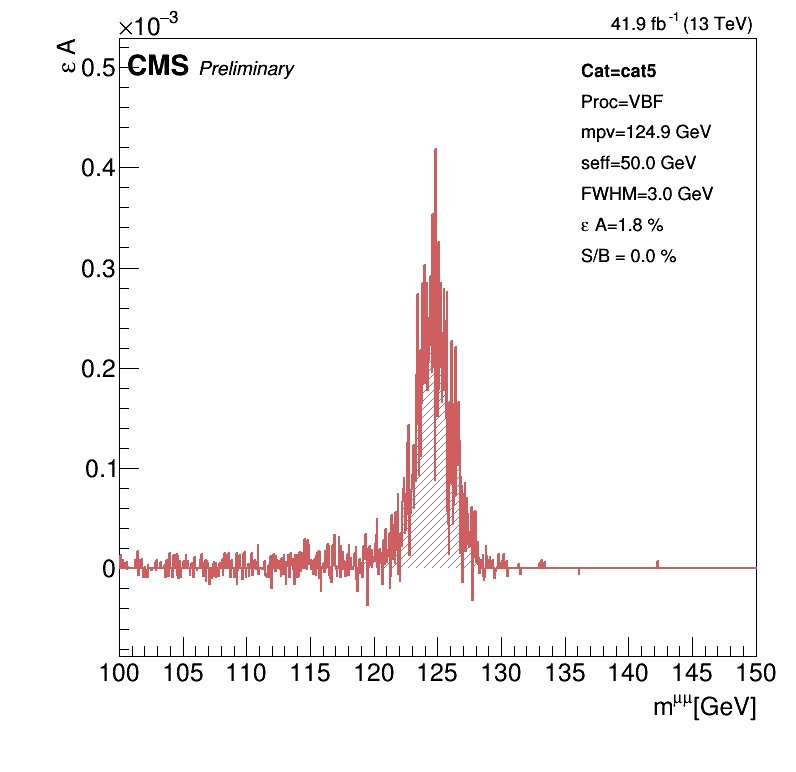 ×10⁻³
41.9 fb⁻¹ (13 TeV)
ε A
CMS Preliminary
Cat=cat5
Proc=VBF
mpv=124.9 GeV
seff=50.0 GeV
FWHM=3.0 GeV
ε A=1.8 %
S/B = 0.0 %
0.5
0.4
0.3
0.2
0.1
0
100 105 110 115 120 125 130 135 140 145 150
m^μμ[GeV]